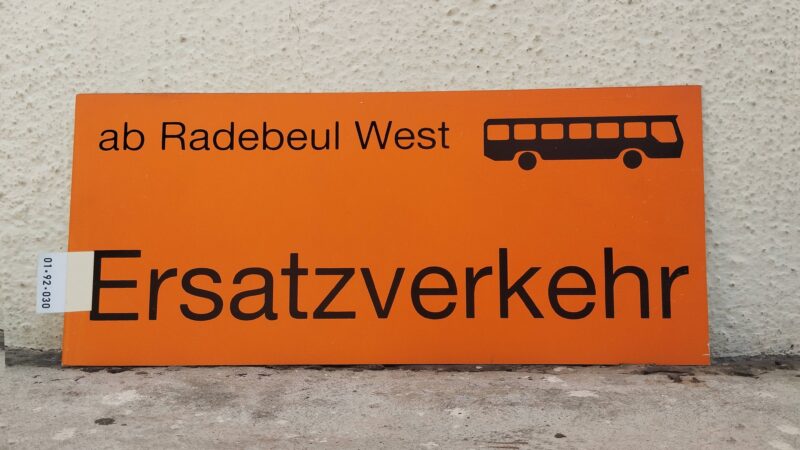 ab Radebeul West
Ersatzverkehr
01•92•030